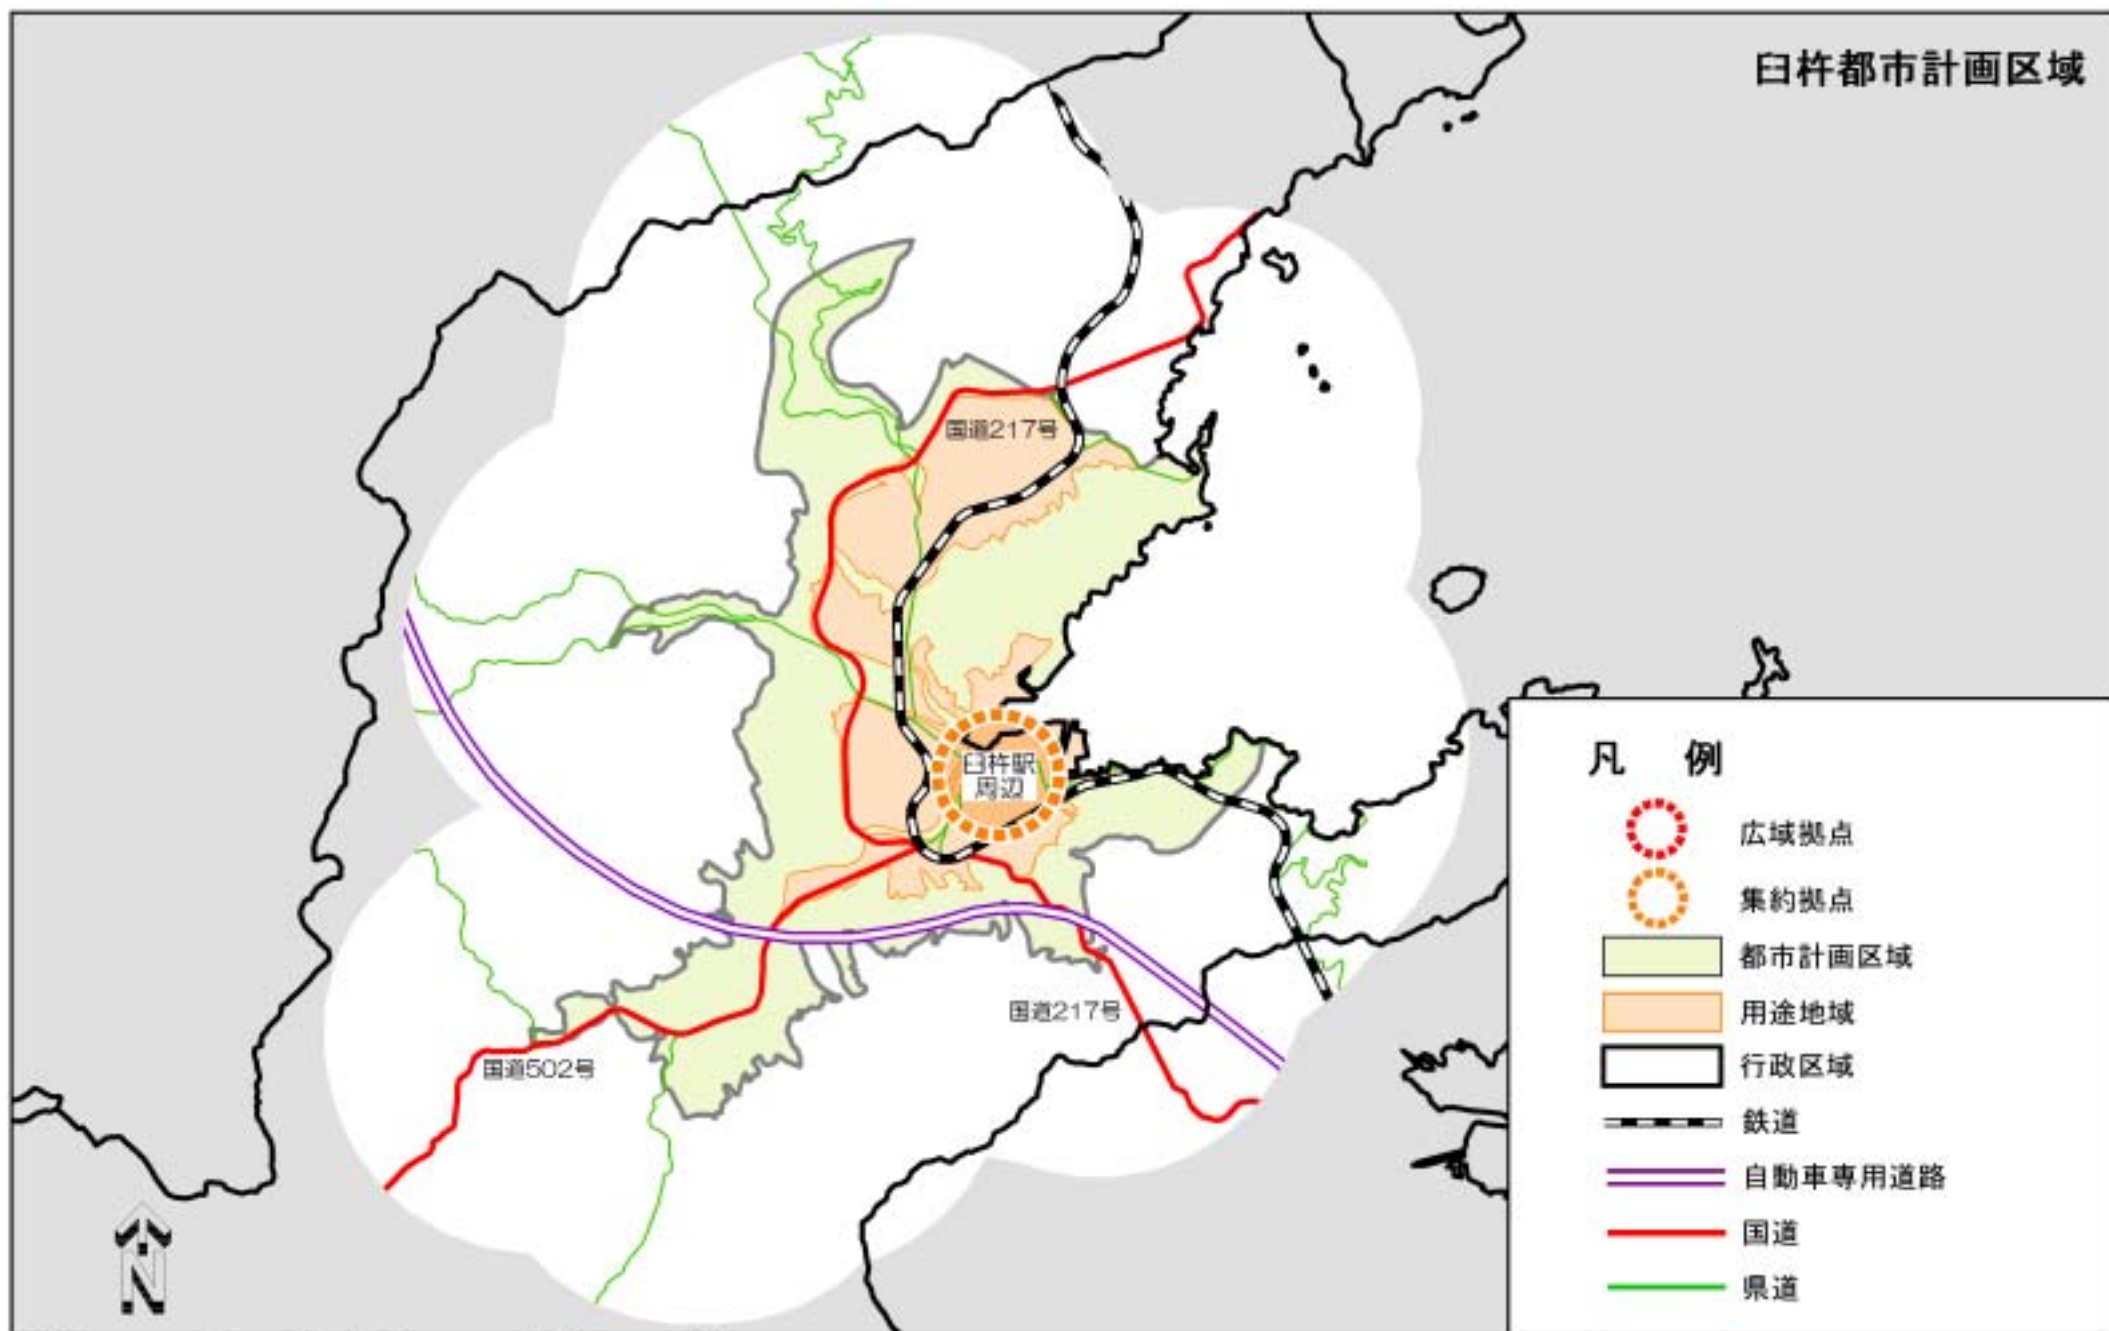 臼杵都市計画区域
国道217号
臼杵駅
周辺
国道217号
国道502号
凡　例
広域拠点
集約拠点
都市計画区域
用途地域
行政区域
鉄道
自動車専用道路
国道
県道
N